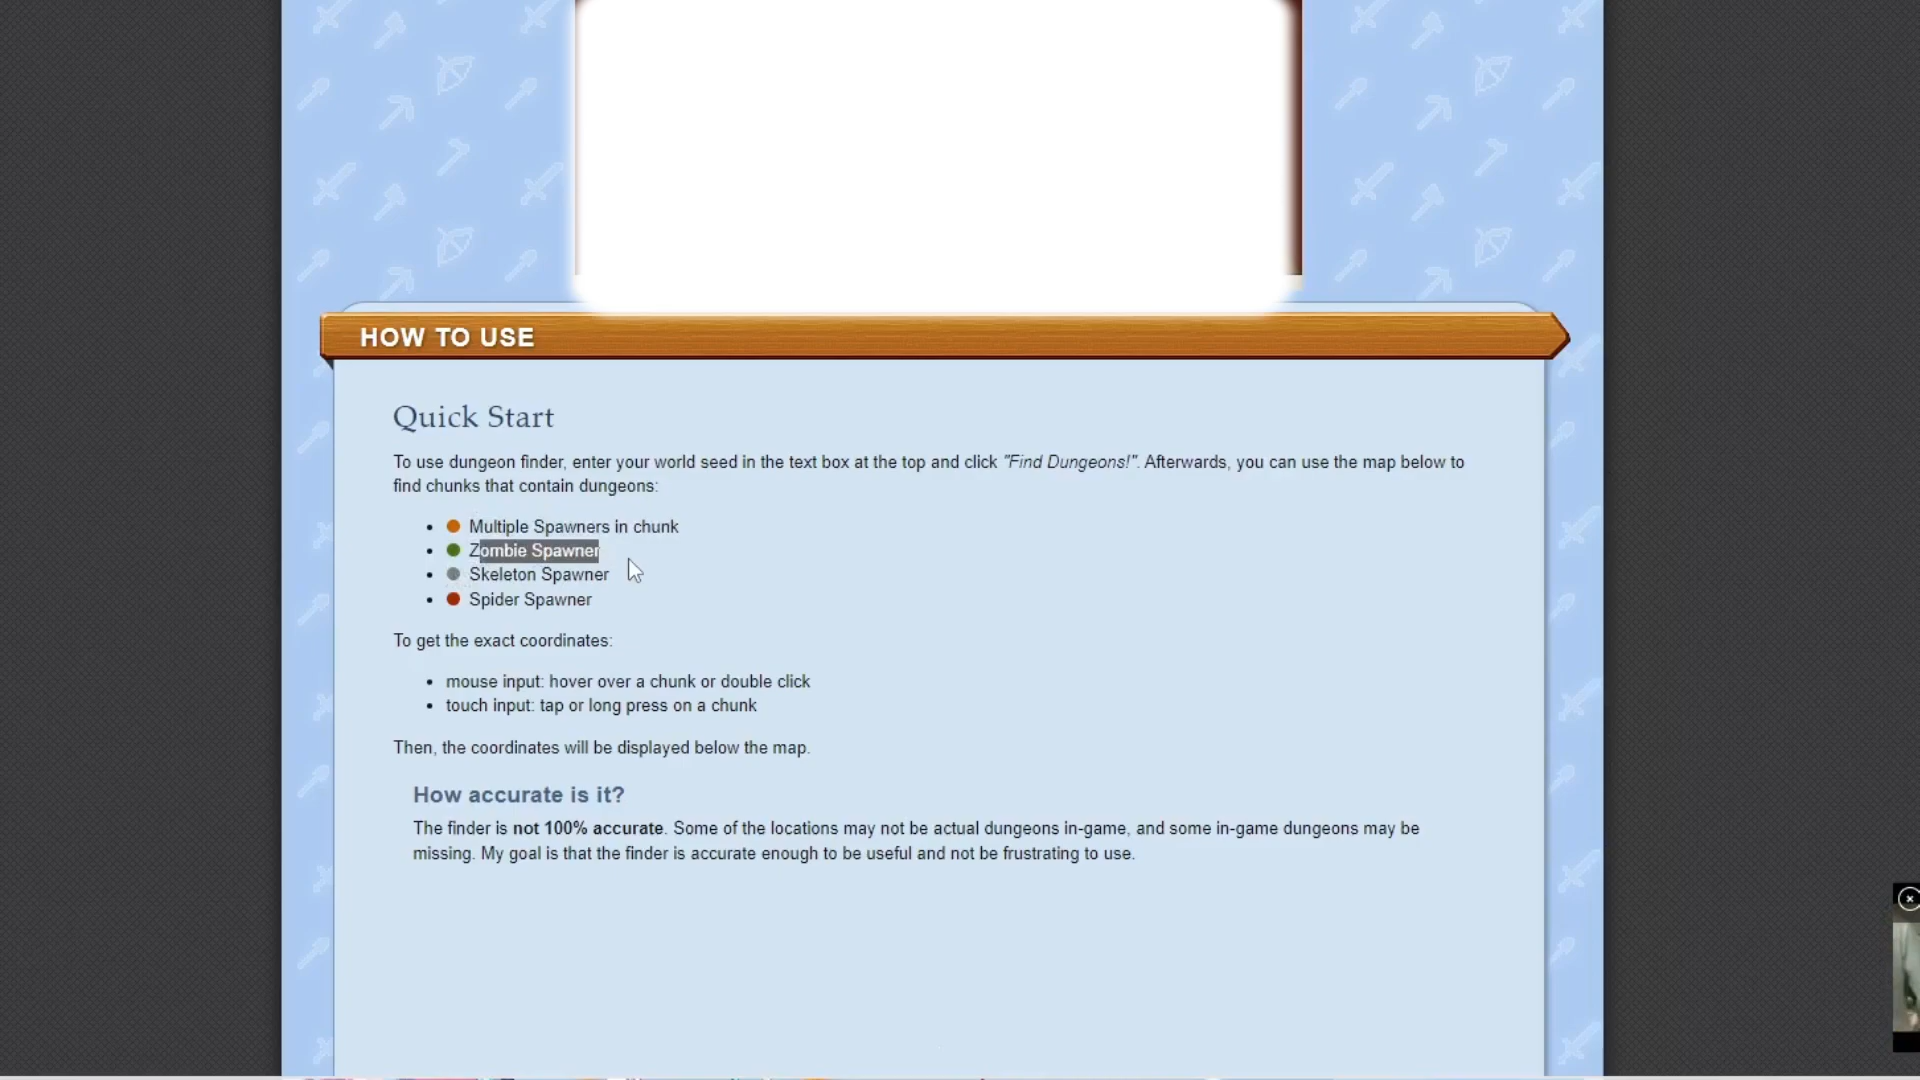 HOW TO USE
Quick Start
To use dungeon finder, enter your world seed in the text box at the top and click "Find Dungeons!". Afterwards, you can use the map below to
find chunks that contain dungeons:
Multiple Spawners in chunk
Zombie Spawner
Skeleton Spawner
Spider Spawner
To get the exact coordinates:
mouse input: hover over a chunk or double click
touch input: tap or long press on a chunk
Then, the coordinates will be displayed below the map.
How accurate is it?
The finder is not 100% accurate. Some of the locations may not be actual dungeons in-game, and some in-game dungeons may be
missing. My goal is that the finder is accurate enough to be useful and not be frustrating to use.